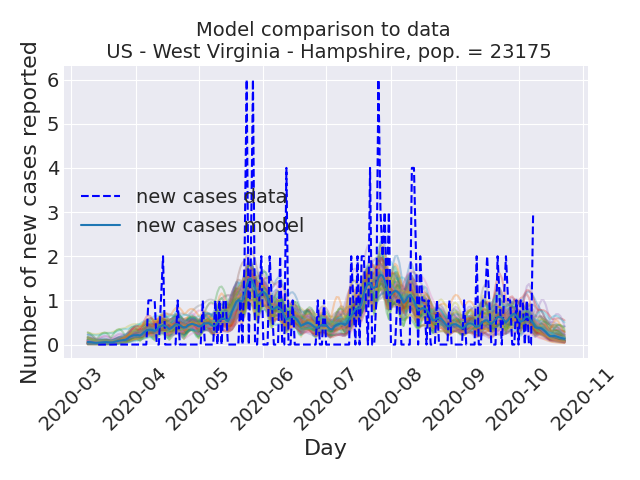 Model comparison to data
US - West Virginia - Hampshire, pop. = 23175
Number of new cases reported
6
5
4
3
2
1
0
new cases data
new cases model
2020-03
2020-04
2020-05
2020-06
2020-07
2020-08
2020-09
2020-10
2020-11
Day